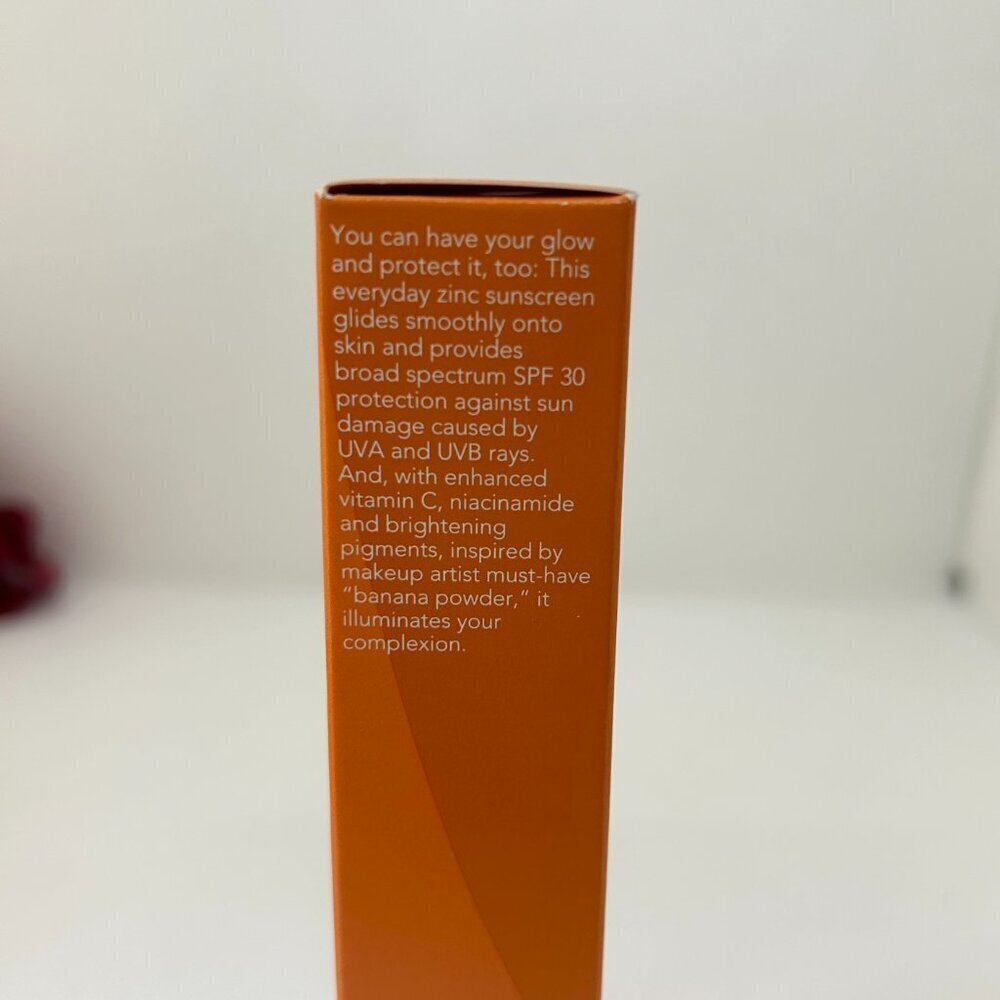 You can have your glow
and protect it, too: This
everyday zinc sunscreen
glides smoothly onto
skin and provides
broad spectrum SPF 30
protection against sun
damage caused by
UVA and UVB rays.
And, with enhanced
vitamin C, niacinamide
and brightening
pigments, inspired by
makeup artist must-have
“banana powder,” it
illuminates your
complexion.